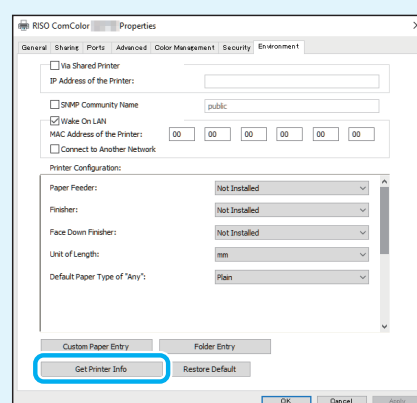 RISO ComColor Properties
General Sharing Ports Advanced Color Management Security Environment
Via Shared Printer
IP Address of the Printer:
SNMP Community Name public
Wake On LAN
MAC Address of the Printer: 00 00 00 00 00 00
Connect to Another Network
Printer Configuration:
Paper Feeder: Not Installed
Finisher: Not Installed
Face Down Finisher: Not Installed
Unit of Length: mm
Default Paper Type of "Any": Plain
Custom Paper Entry Folder Entry
Get Printer Info Restore Default
OK Cancel Apply